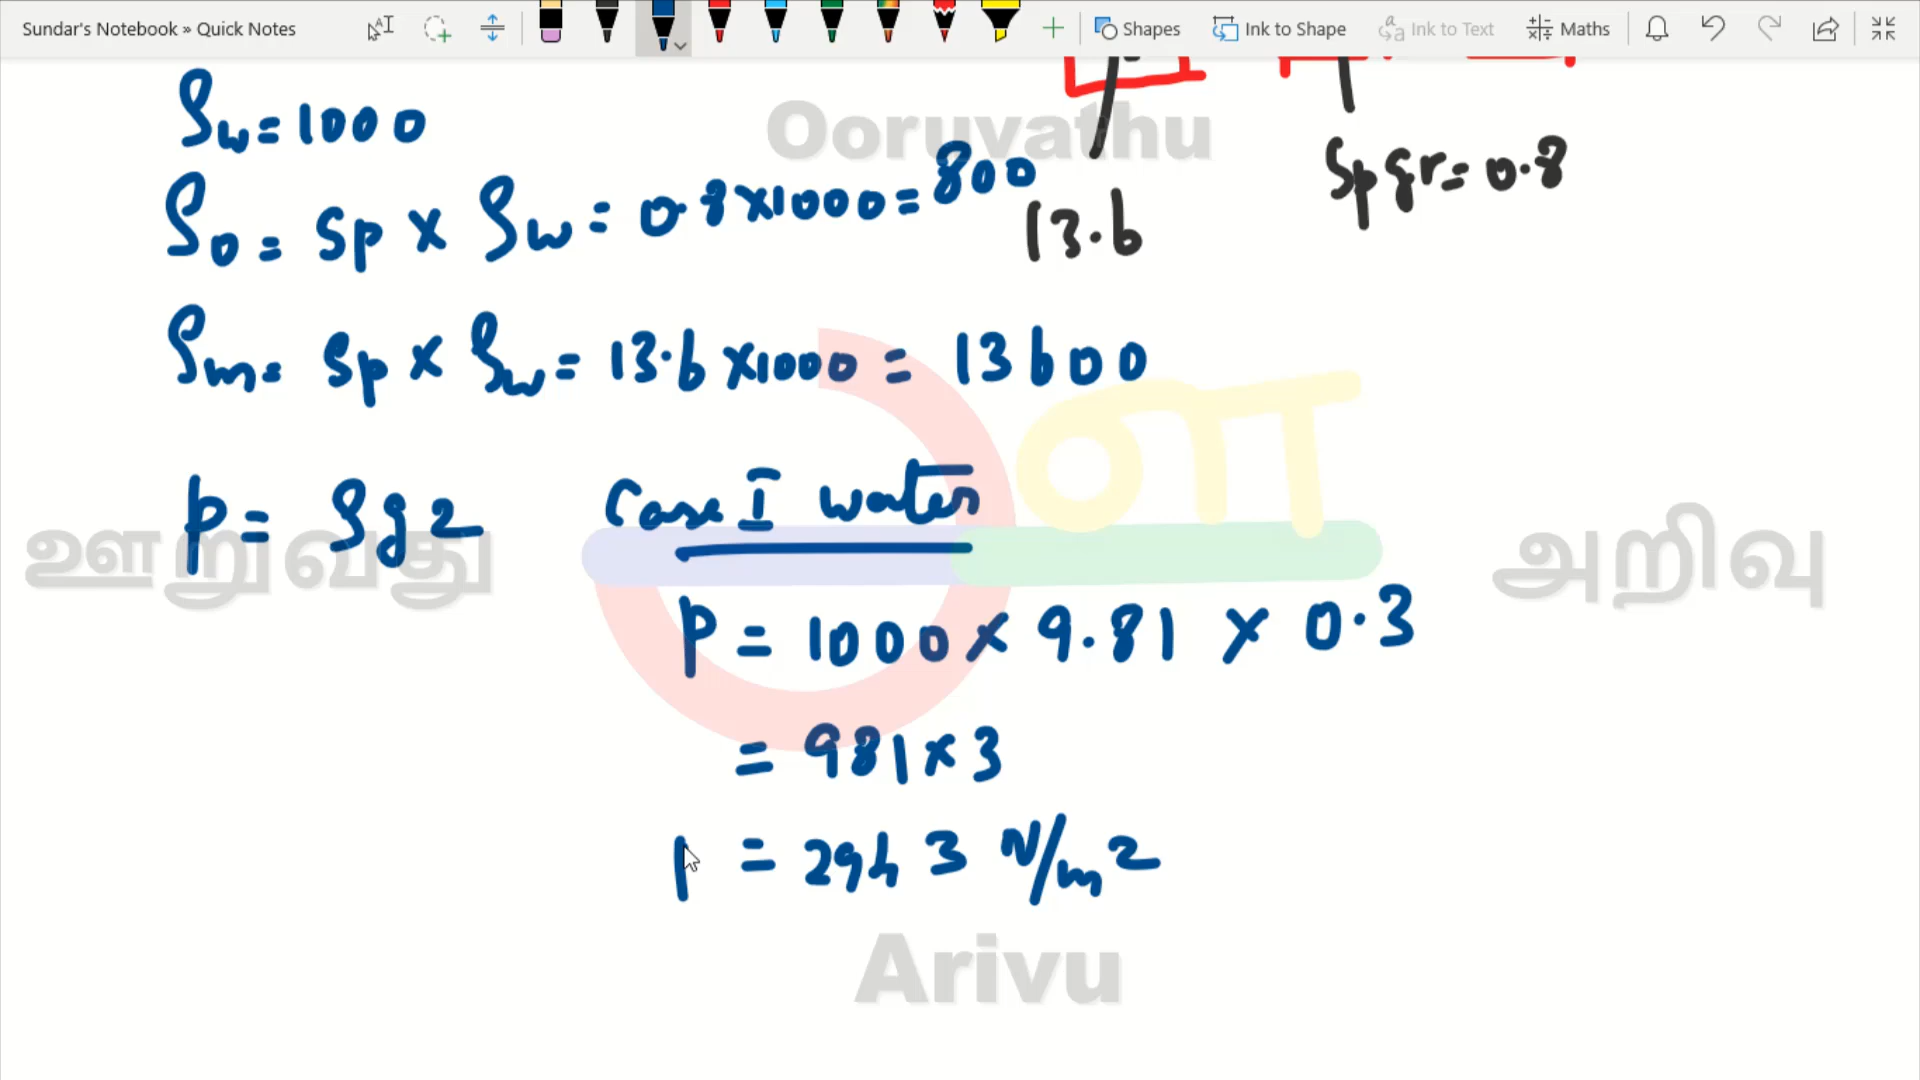 Sundar's Notebook » Quick Notes
Shapes Ink to Shape Ink to Text Maths
ρw = 1000
Ooruvathu
Sp gr = 0.8
ρo = Sp × ρw = 0.8×1000 = 800
13.6
ρm = Sp × ρw = 13.6 ×1000 = 13600
P = ρgz
Case I water
ஊறுவது
அறிவு
P = 1000 × 9.81 × 0.3
= 981×3
P = 2943 N/m2
Arivu